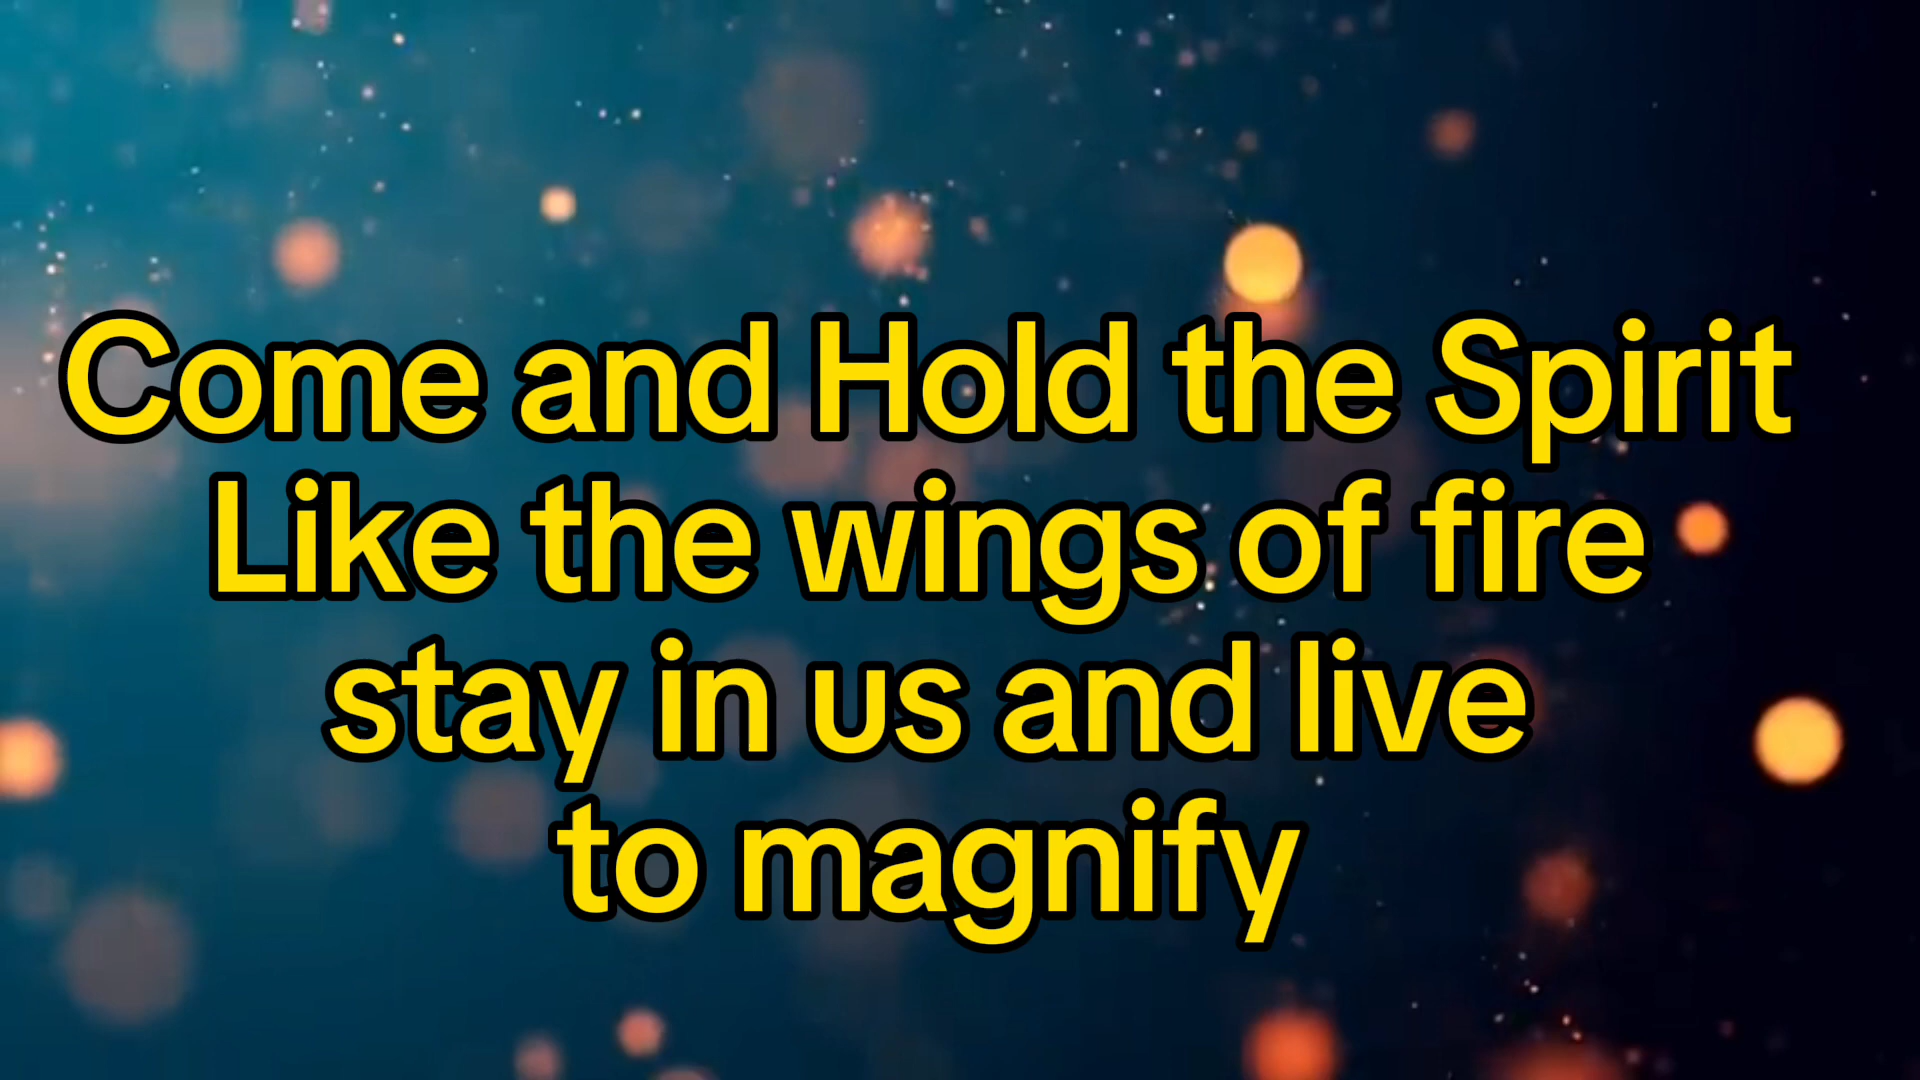 Come and Hold the Spirit
Like the wings of fire
stay in us and live
to magnify